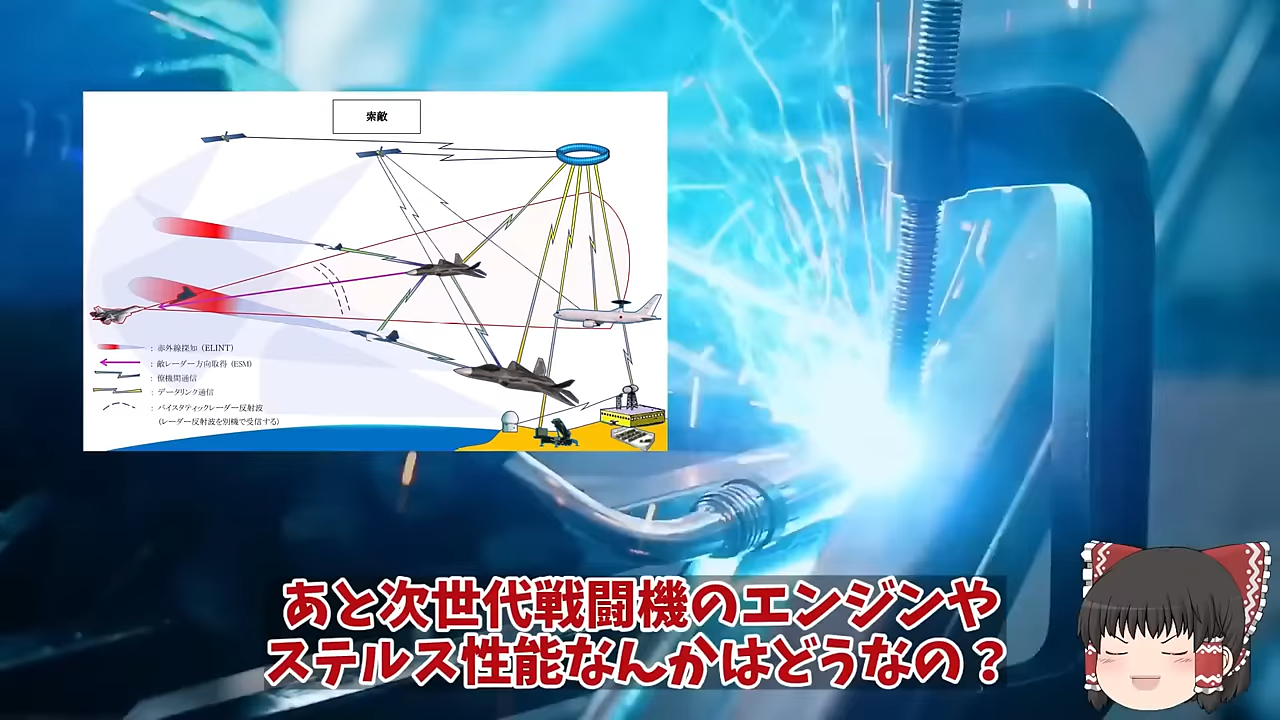 索敵
: 赤外線探知 (ELINT)
: 敵レーダー方向取得 (ESM)
: 僚機間通信
: データリンク通信
: バイスタティックレーダー反射波
(レーダー反射波を別機で受信する)
あと次世代戦闘機のエンジンや
ステルス性能なんかはどうなの？